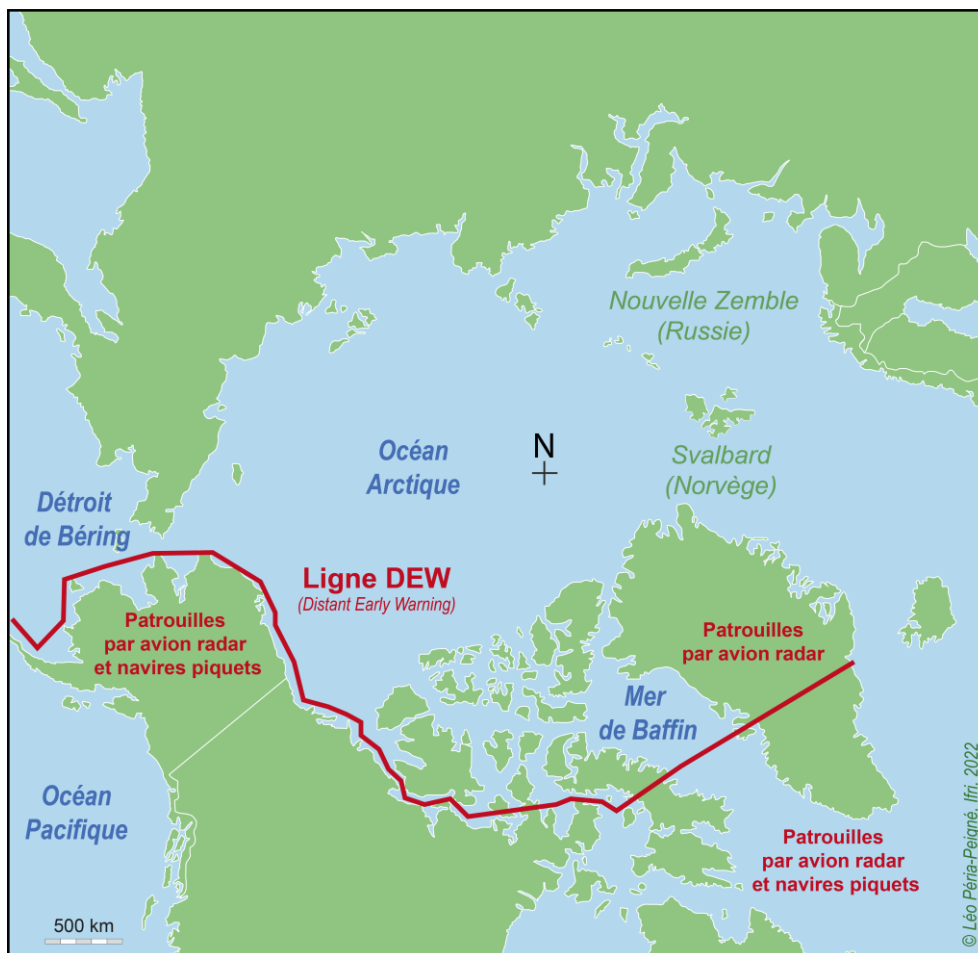 Nouvelle Zemble
(Russie)
Océan
Arctique
N
Svalbard
(Norvège)
Détroit
de Béring
Ligne DEW
(Distant Early Warning)
Patrouilles
par avion radar
et navires piquets
Patrouilles
par avion radar
Mer
de Baffin
Océan
Pacifique
Patrouilles
par avion radar
et navires piquets
500 km
© Léo Péria-Peigné, Ifri, 2022